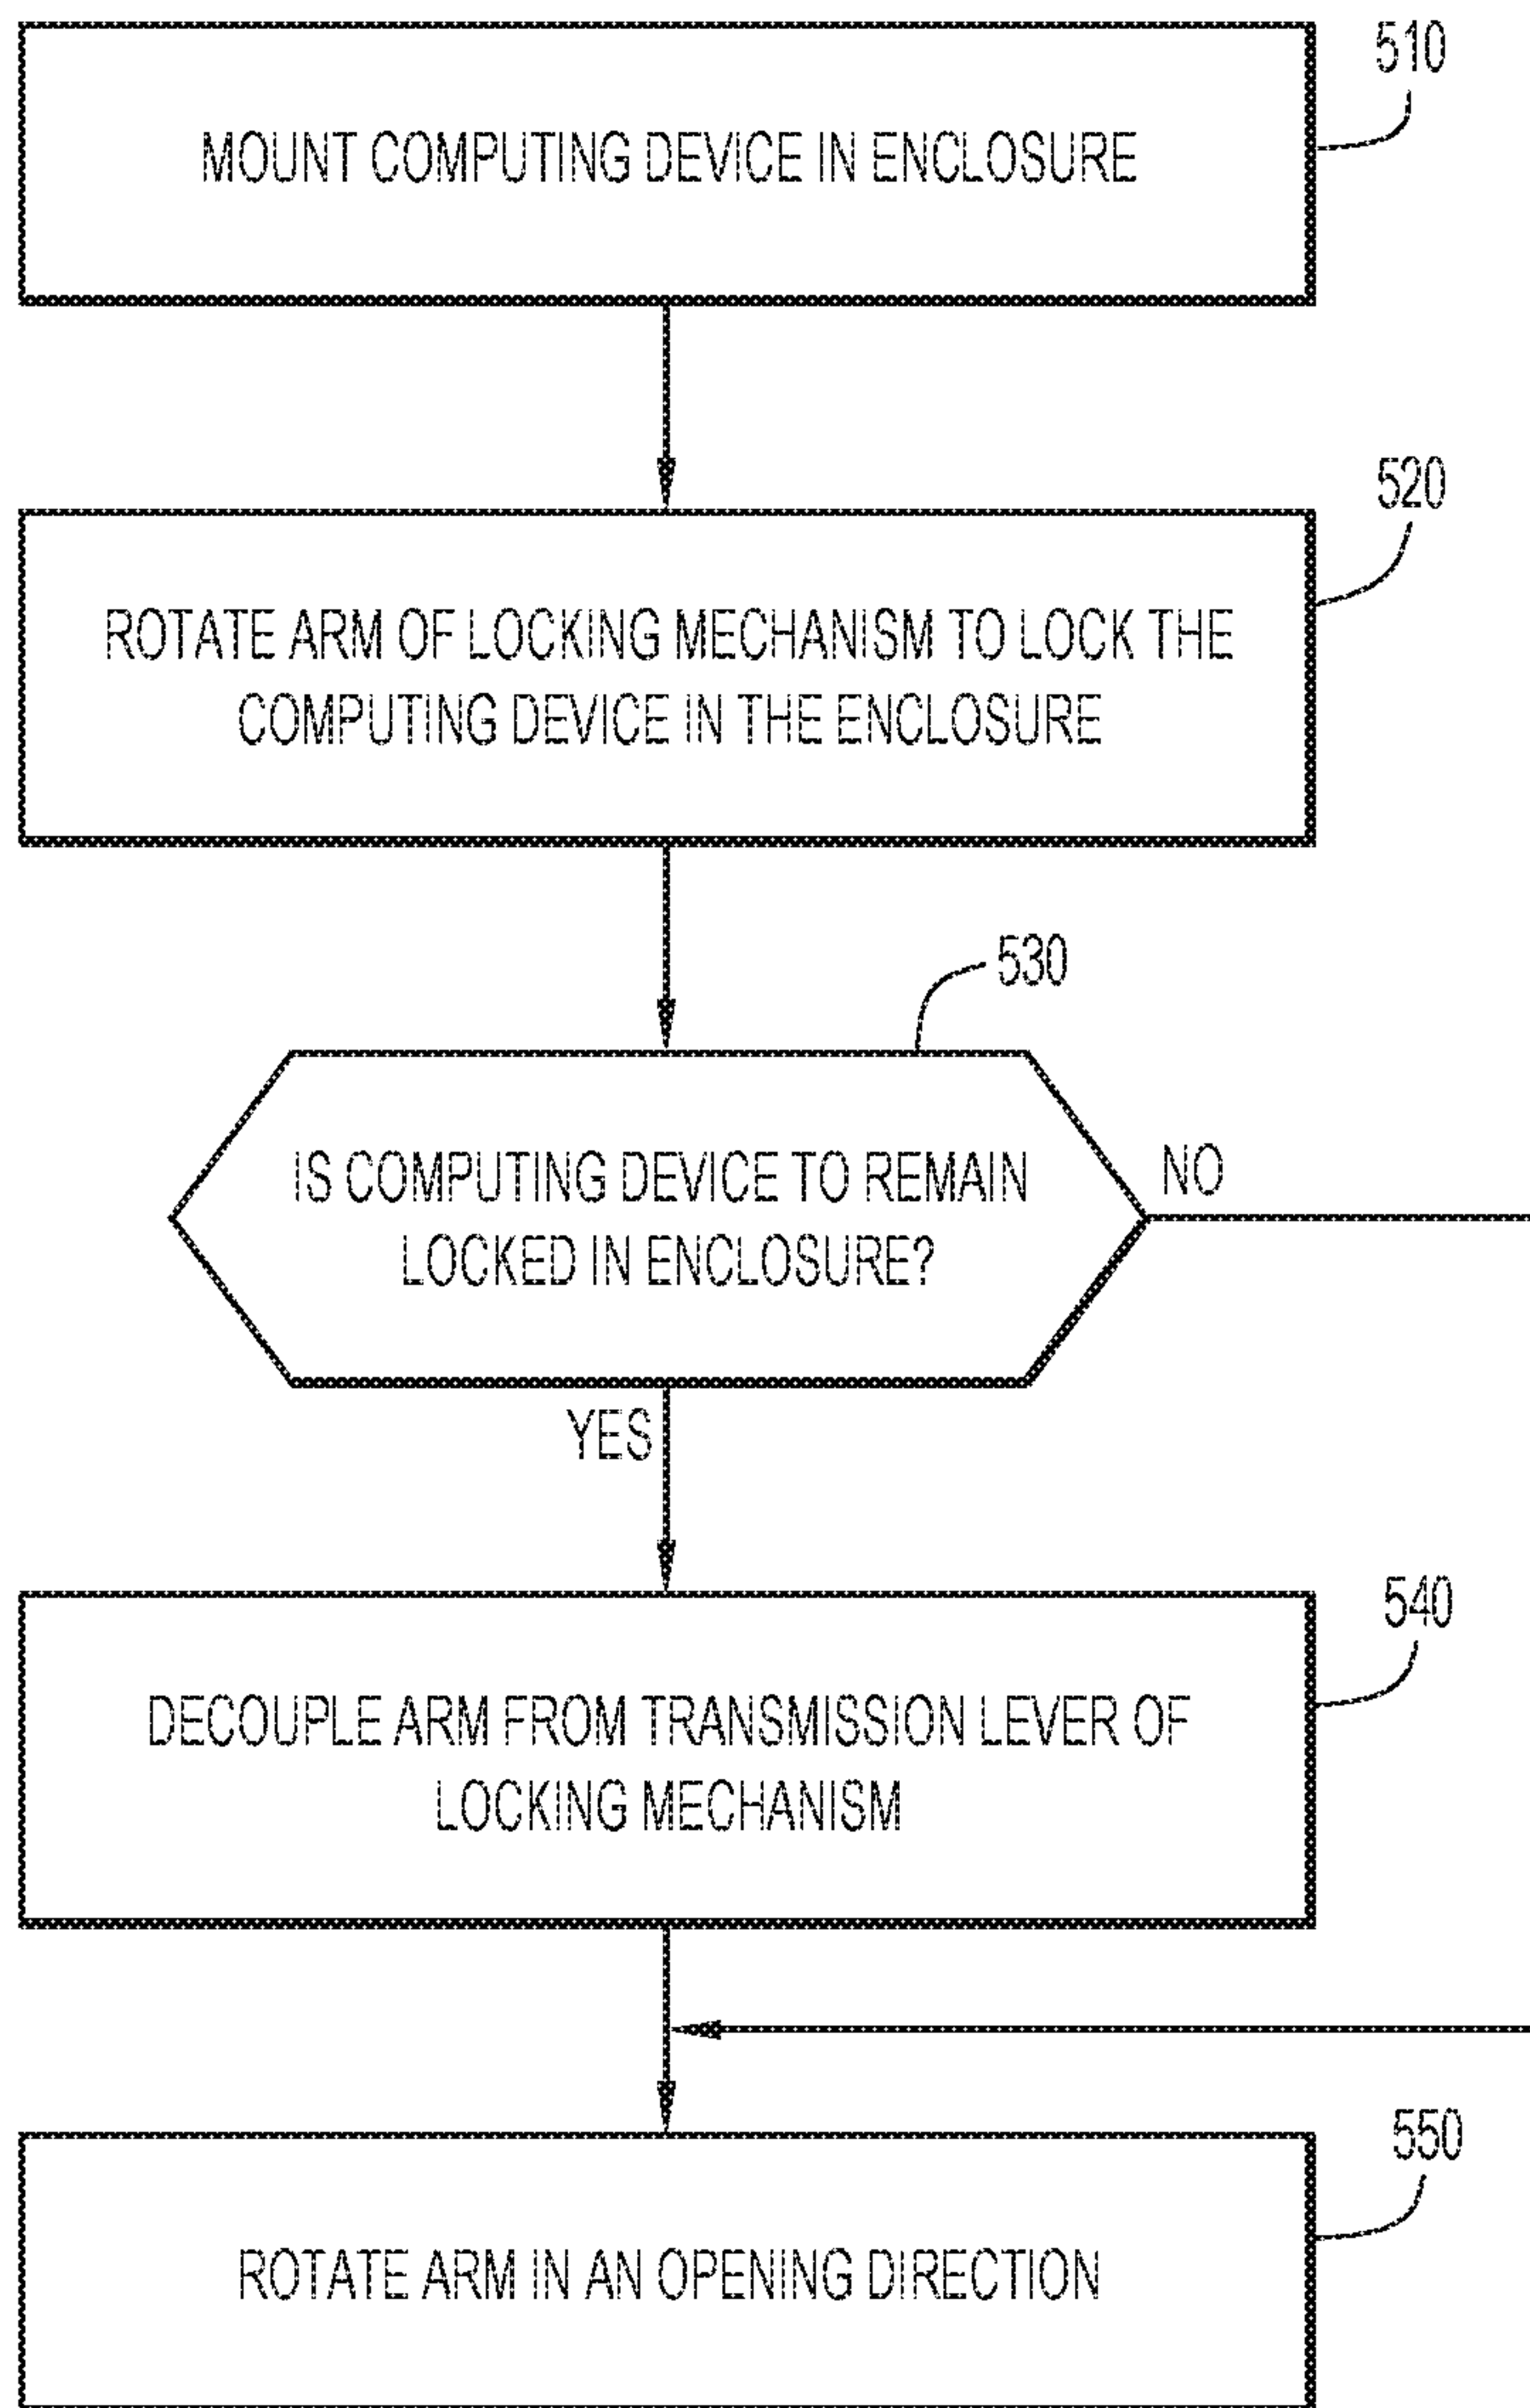 510
MOUNT COMPUTING DEVICE IN ENCLOSURE
520
ROTATE ARM OF LOCKING MECHANISM TO LOCK THE
COMPUTING DEVICE IN THE ENCLOSURE
530
IS COMPUTING DEVICE TO REMAIN
LOCKED IN ENCLOSURE?
NO
YES
540
DECOUPLE ARM FROM TRANSMISSION LEVER OF
LOCKING MECHANISM
550
ROTATE ARM IN AN OPENING DIRECTION